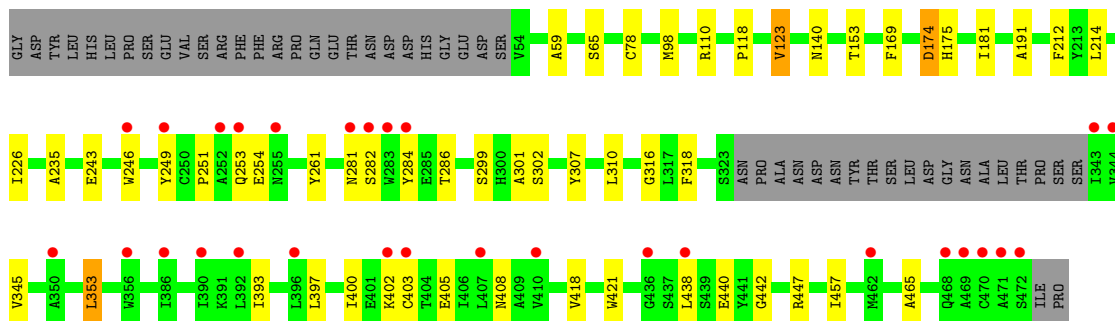 GLY ASP TYR LEU HIS LEU PRO SER GLU VAL SER ARG PHE PHE ARG PRO GLN GLU THR ASN ASP ASP HIS GLY GLU ASP SER V54 A59 S65 C78 M98 R110 P118 V123 N140 T153 F169 D174 H175 I181 A191 F212 Y213 L214
I226 A235 E243 W246 Y249 C250 P251 A252 Q253 E254 N255 Y261 N281 S282 W283 Y284 E285 T286 S299 H300 A301 S302 Y307 L310 G316 L317 F318 S323 ASN PRO ALA ASN ASP ASN TYR THR SER LEU ASP GLY ASN ALA LEU THR PRO SER SER I343 V344
V345 A350 L353 W356 I386 I390 K391 L392 I393 L396 L397 I400 E401 K402 C403 T404 E405 I406 L407 N408 A409 V410 V418 W421 G436 S437 L438 S439 E440 Y441 G442 R447 I457 M462 A465 Q468 A469 C470 A471 S472 ILE PRO